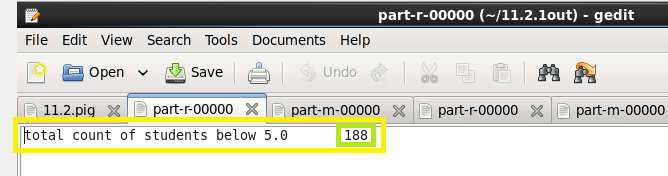 part-r-00000 (~/11.2.1out) - gedit
File Edit View Search Tools Documents Help
Open Save Undo
11.2.pig part-r-00000 part-m-00000 part-r-00000 part-m-00000
total count of students below 5.0 188